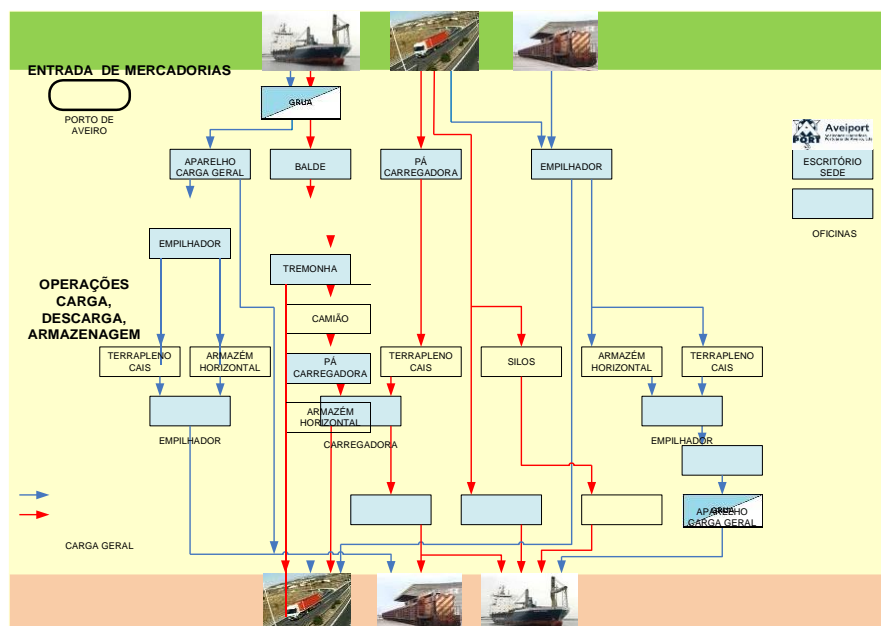 ENTRADA DE MERCADORIAS
PORTO DE
AVEIRO
GRUA
APARELHO
CARGA GERAL
BALDE
PÁ
CARREGADORA
EMPILHADOR
Aveiport
PORT
ESCRITÓRIO
SEDE
OFICINAS
EMPILHADOR
OPERAÇÕES
CARGA,
DESCARGA,
ARMAZENAGEM
TREMONHA
CAMIÃO
TERRAPLENO
CAIS
ARMAZÉM
HORIZONTAL
PÁ
CARREGADORA
TERRAPLENO
CAIS
SILOS
ARMAZÉM
HORIZONTAL
TERRAPLENO
CAIS
ARMAZÉM
HORIZONTAL
EMPILHADOR
CARREGADORA
EMPILHADOR
GRUA
APARELHO
CARGA GERAL
CARGA GERAL